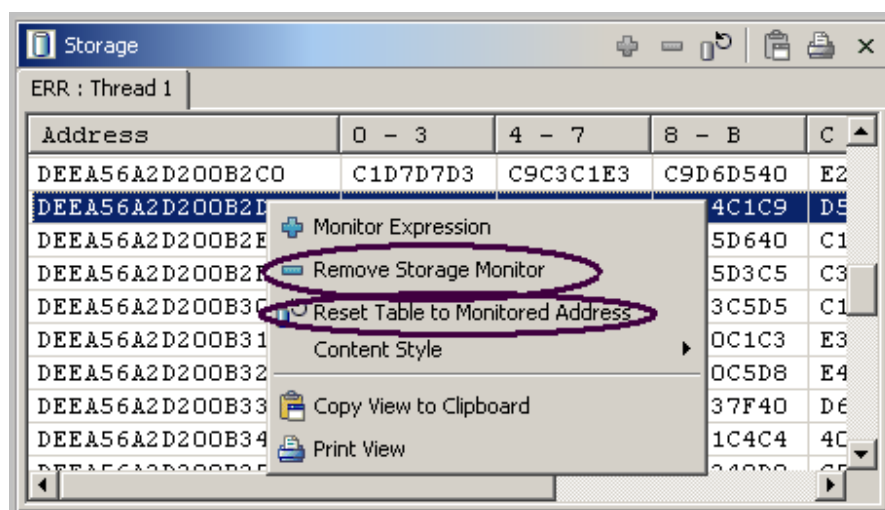 Storage
ERR : Thread 1
Address 0 - 3 4 - 7 8 - B C
DEEA56A2D200B2C0 C1D7D7D3 C9C3C1E3 C9D6D540 E2
DEEA56A2D200B2D 4C1C9 D5
Monitor Expression
DEEA56A2D200B2E 5D640 C1
Remove Storage Monitor
DEEA56A2D200B2 5D3C5 C3
DEEA56A2D200B30 3C5D5 C1
Reset Table to Monitored Address
DEEA56A2D200B31 0C1C3 E3
Content Style
DEEA56A2D200B32 0C5D8 E4
DEEA56A2D200B33 37F40 D6
Copy View to Clipboard
DEEA56A2D200B34 1C4C4 40
Print View